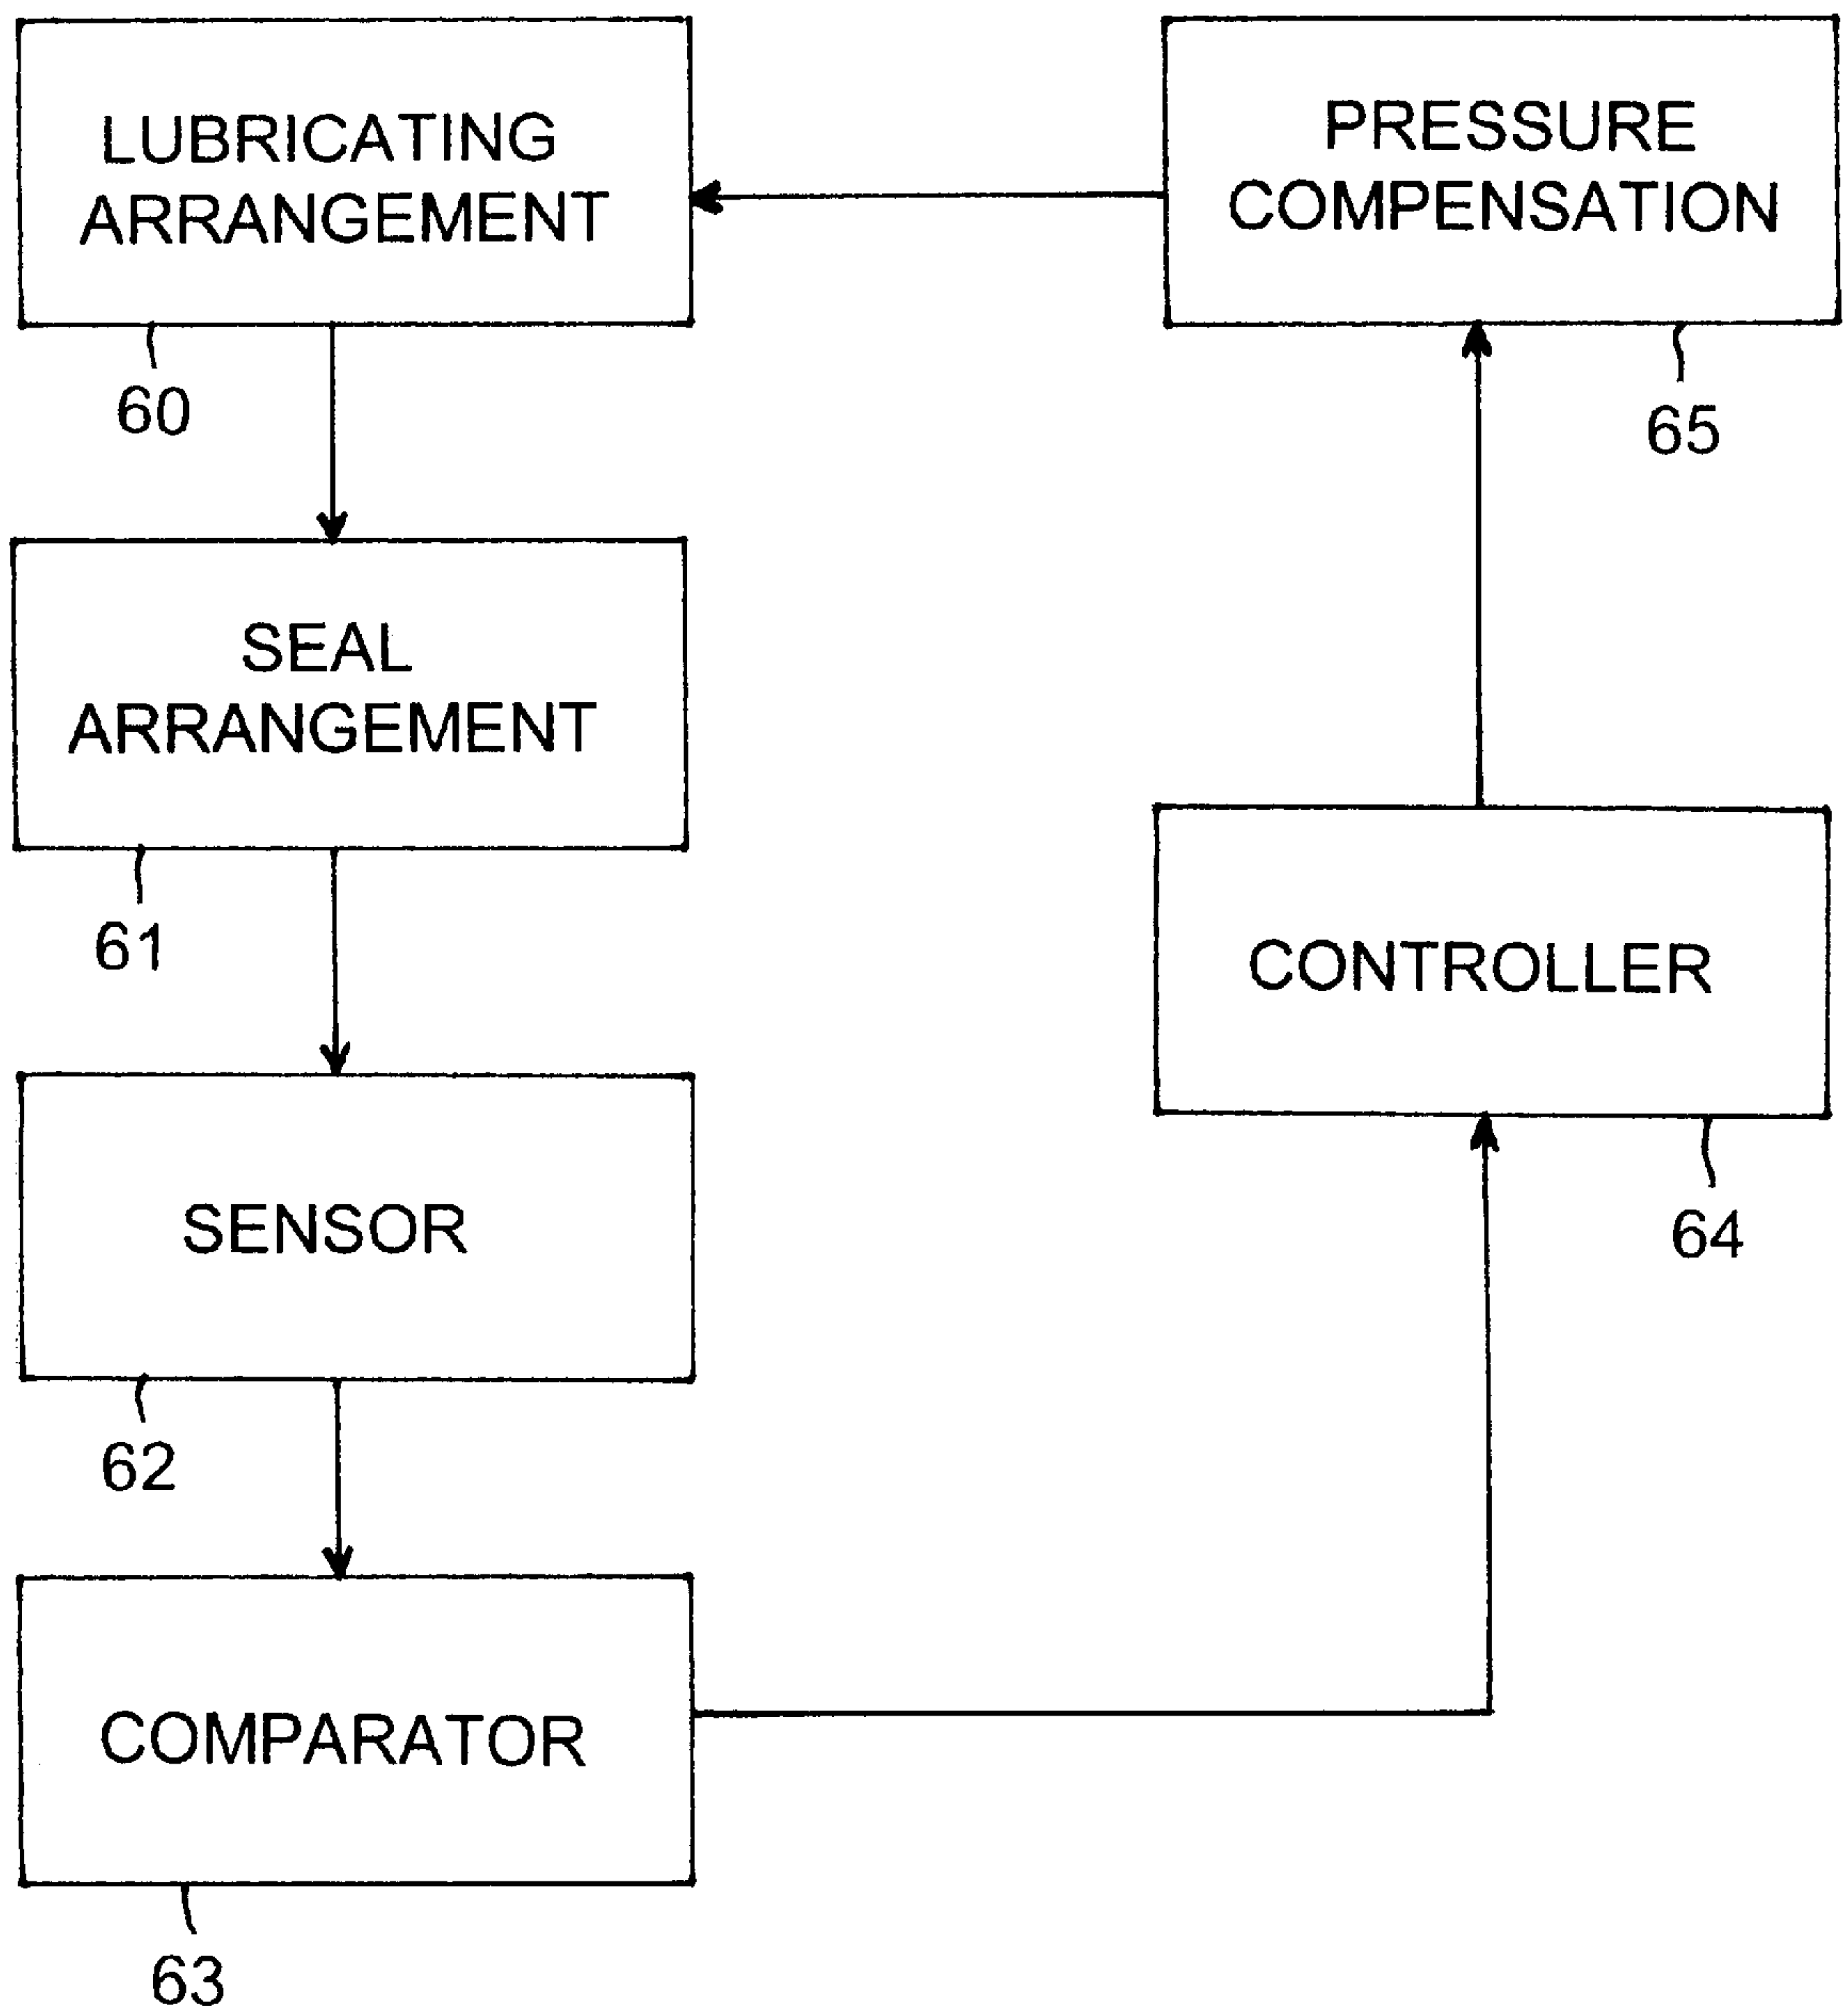 LUBRICATING
ARRANGEMENT
60
PRESSURE
COMPENSATION
65
SEAL
ARRANGEMENT
61
CONTROLLER
64
SENSOR
62
COMPARATOR
63